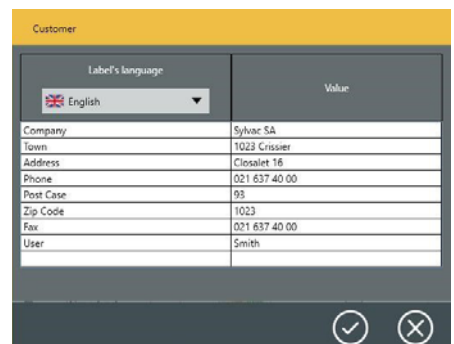 Customer
Label's language
English
Value
Company Sylvac SA
Town 1023 Crissier
Address Closalet 16
Phone 021 637 40 00
Post Case 93
Zip Code 1023
Fax 021 637 40 00
User Smith